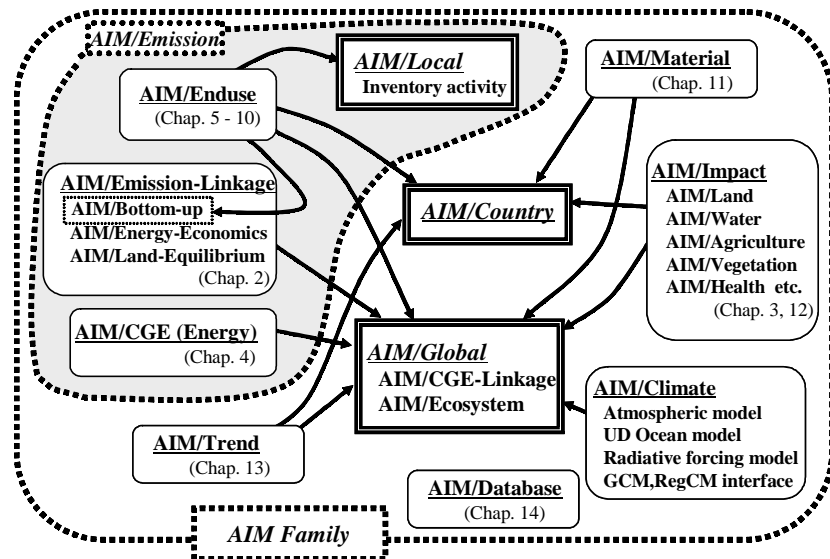 AIM/Emission
AIM/Local
Inventory activity
AIM/Material
(Chap. 11)
AIM/Enduse
(Chap. 5 - 10)
AIM/Emission-Linkage
AIM/Bottom-up
AIM/Energy-Economics
AIM/Land-Equilibrium
(Chap. 2)
AIM/Country
AIM/Impact
AIM/Land
AIM/Water
AIM/Agriculture
AIM/Vegetation
AIM/Health etc.
(Chap. 3, 12)
AIM/CGE (Energy)
(Chap. 4)
AIM/Global
AIM/CGE-Linkage
AIM/Ecosystem
AIM/Climate
Atmospheric model
UD Ocean model
Radiative forcing model
GCM,RegCM interface
AIM/Trend
(Chap. 13)
AIM/Database
(Chap. 14)
AIM Family